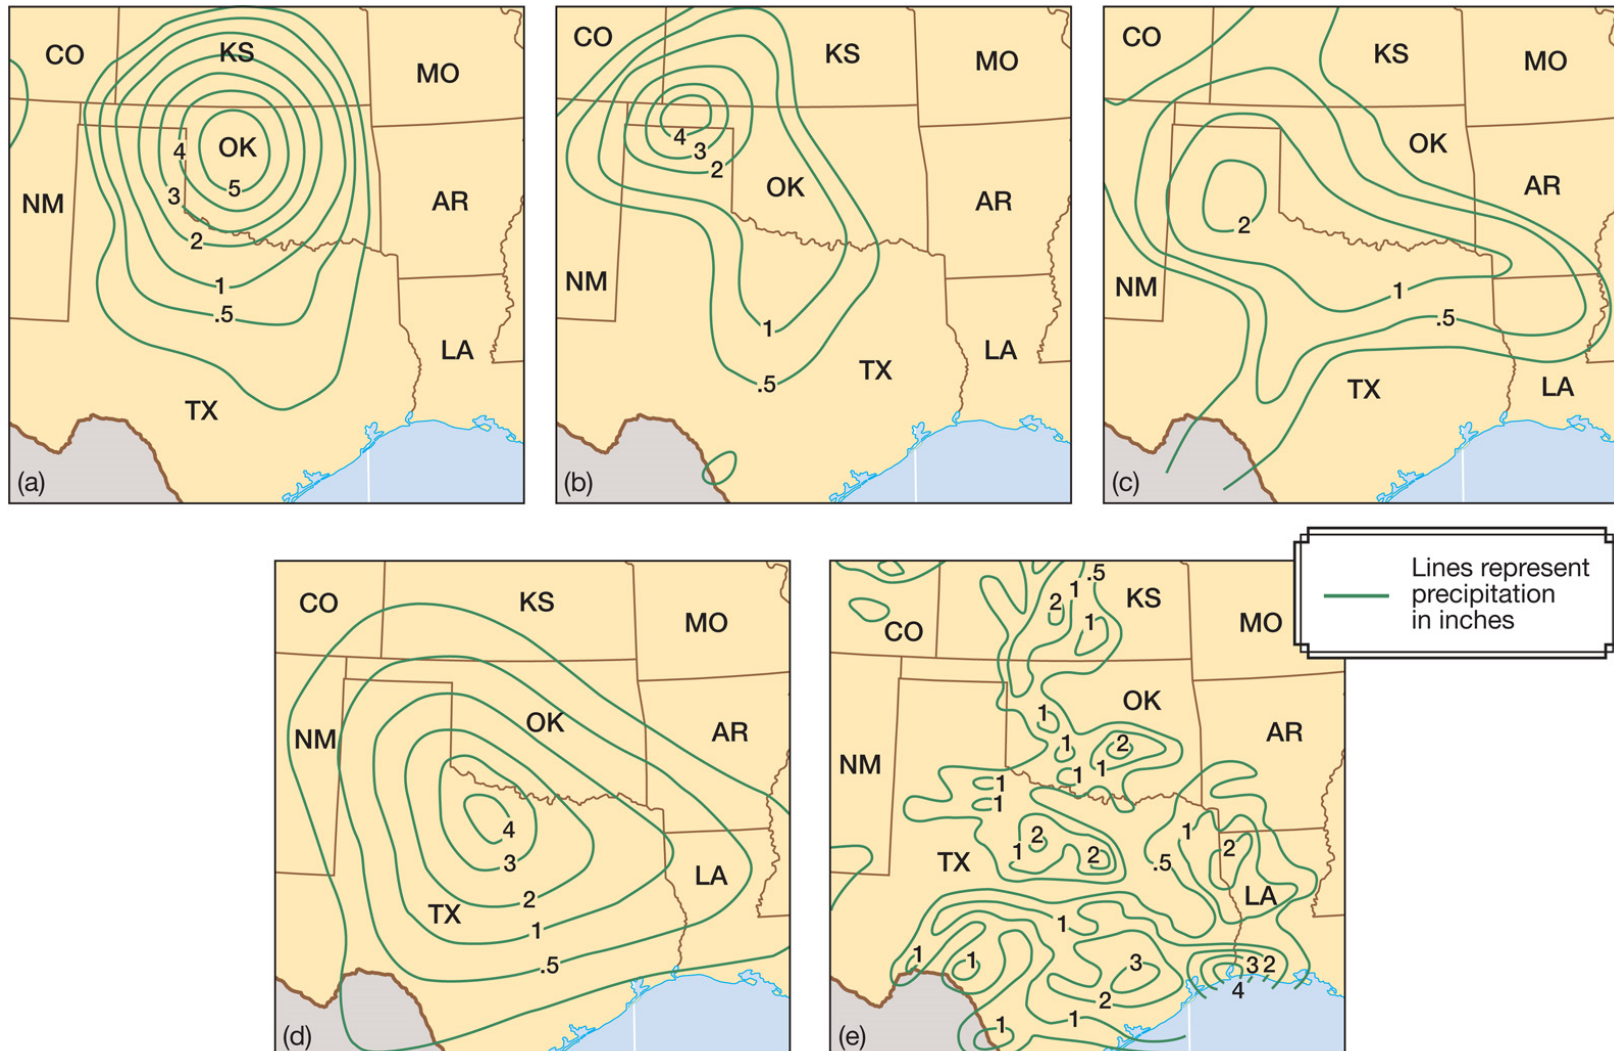 CO
KS
MO
4
OK
5
NM
3
AR
2
1
.5
LA
TX
(a)
CO
KS
MO
4
3
2
OK
AR
NM
1
TX
LA
.5
(b)
CO
KS
MO
OK
AR
2
NM
1
.5
TX
LA
(c)
CO
KS
MO
NM
OK
AR
4
3
LA
2
TX
1
.5
(d)
.5
1
2
KS
1
CO
MO
OK
1
2
AR
NM
1
1
1
1
1
2
1
1
2
2
TX
.5
LA
1
1
1
3
3
2
2
4
1
1
(e)
Lines represent
precipitation
in inches